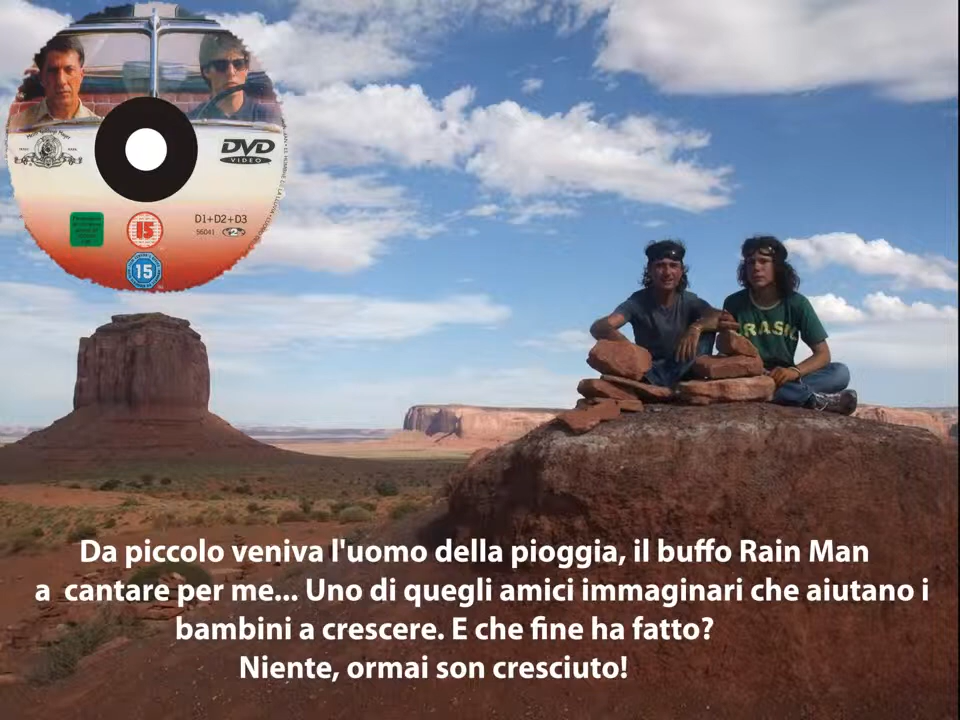 DVD
VIDEO
D1+D2+D3
56041
15
15
BRASIL
Da piccolo veniva l'uomo della pioggia, il buffo Rain Man
a cantare per me... Uno di quegli amici immaginari che aiutano i
bambini a crescere. E che fine ha fatto?
Niente, ormai son cresciuto!